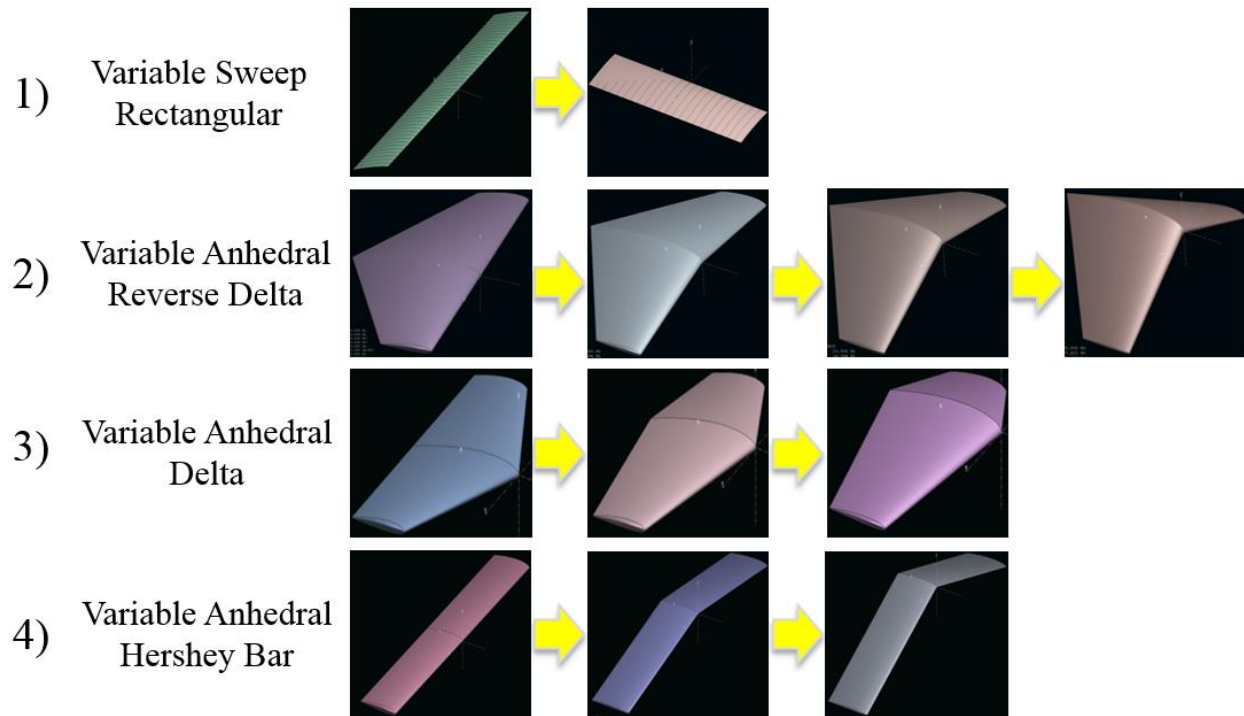 1)
Variable Sweep
Rectangular
2)
Variable Anhedral
Reverse Delta
3)
Variable Anhedral
Delta
4)
Variable Anhedral
Hershey Bar